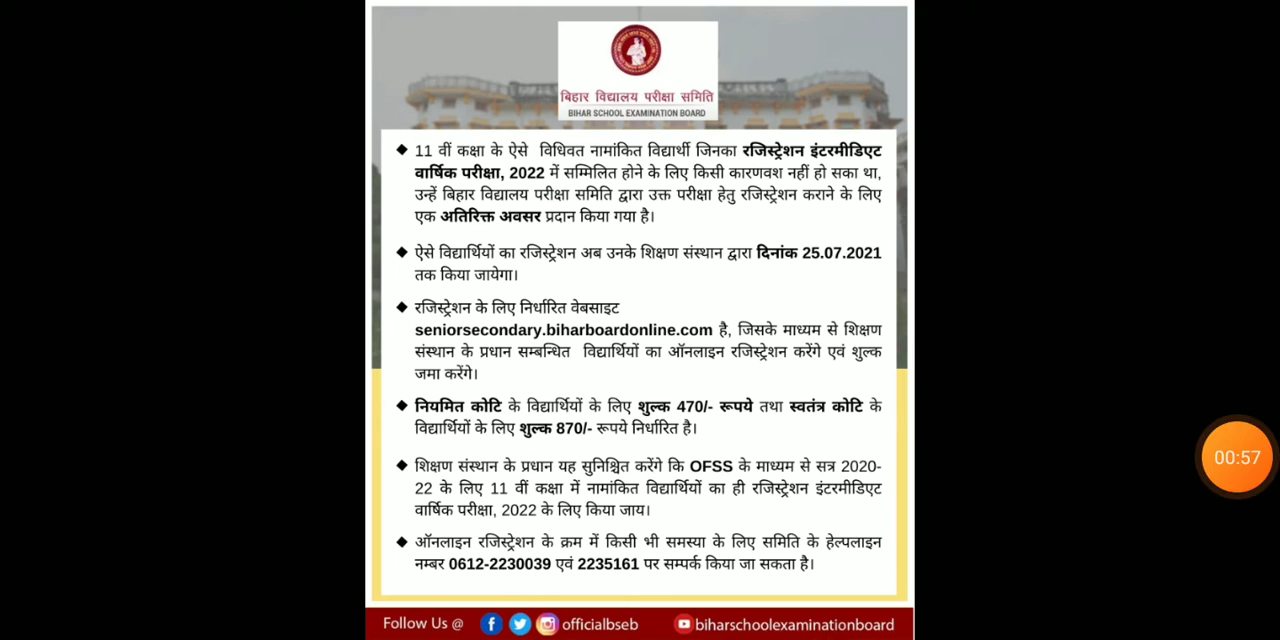 बिहार विद्यालय परीक्षा समिति
BIHAR SCHOOL EXAMINATION BOARD
◆ 11 वीं कक्षा के ऐसे विधिवत नामांकित विद्यार्थी जिनका रजिस्ट्रेशन इंटरमीडिएट
वार्षिक परीक्षा, 2022 में सम्मिलित होने के लिए किसी कारणवश नहीं हो सका था,
उन्हें बिहार विद्यालय परीक्षा समिति द्वारा उक्त परीक्षा हेतु रजिस्ट्रेशन कराने के लिए
एक अतिरिक्त अवसर प्रदान किया गया है।
◆ ऐसे विद्यार्थियों का रजिस्ट्रेशन अब उनके शिक्षण संस्थान द्वारा दिनांक 25.07.2021
तक किया जायेगा।
◆ रजिस्ट्रेशन के लिए निर्धारित वेबसाइट
seniorsecondary.biharboardonline.com है, जिसके माध्यम से शिक्षण
संस्थान के प्रधान सम्बन्धित विद्यार्थियों का ऑनलाइन रजिस्ट्रेशन करेंगे एवं शुल्क
जमा करेंगे।
◆ नियमित कोटि के विद्यार्थियों के लिए शुल्क 470/- रूपये तथा स्वतंत्र कोटि के
विद्यार्थियों के लिए शुल्क 870/- रूपये निर्धारित है।
◆ शिक्षण संस्थान के प्रधान यह सुनिश्चित करेंगे कि OFSS के माध्यम से सत्र 2020-
22 के लिए 11 वीं कक्षा में नामांकित विद्यार्थियों का ही रजिस्ट्रेशन इंटरमीडिएट
वार्षिक परीक्षा, 2022 के लिए किया जाय।
◆ ऑनलाइन रजिस्ट्रेशन के क्रम में किसी भी समस्या के लिए समिति के हेल्पलाइन
नम्बर 0612-2230039 एवं 2235161 पर सम्पर्क किया जा सकता है।
00:57
Follow Us @ officialbseb biharschoolexaminationboard